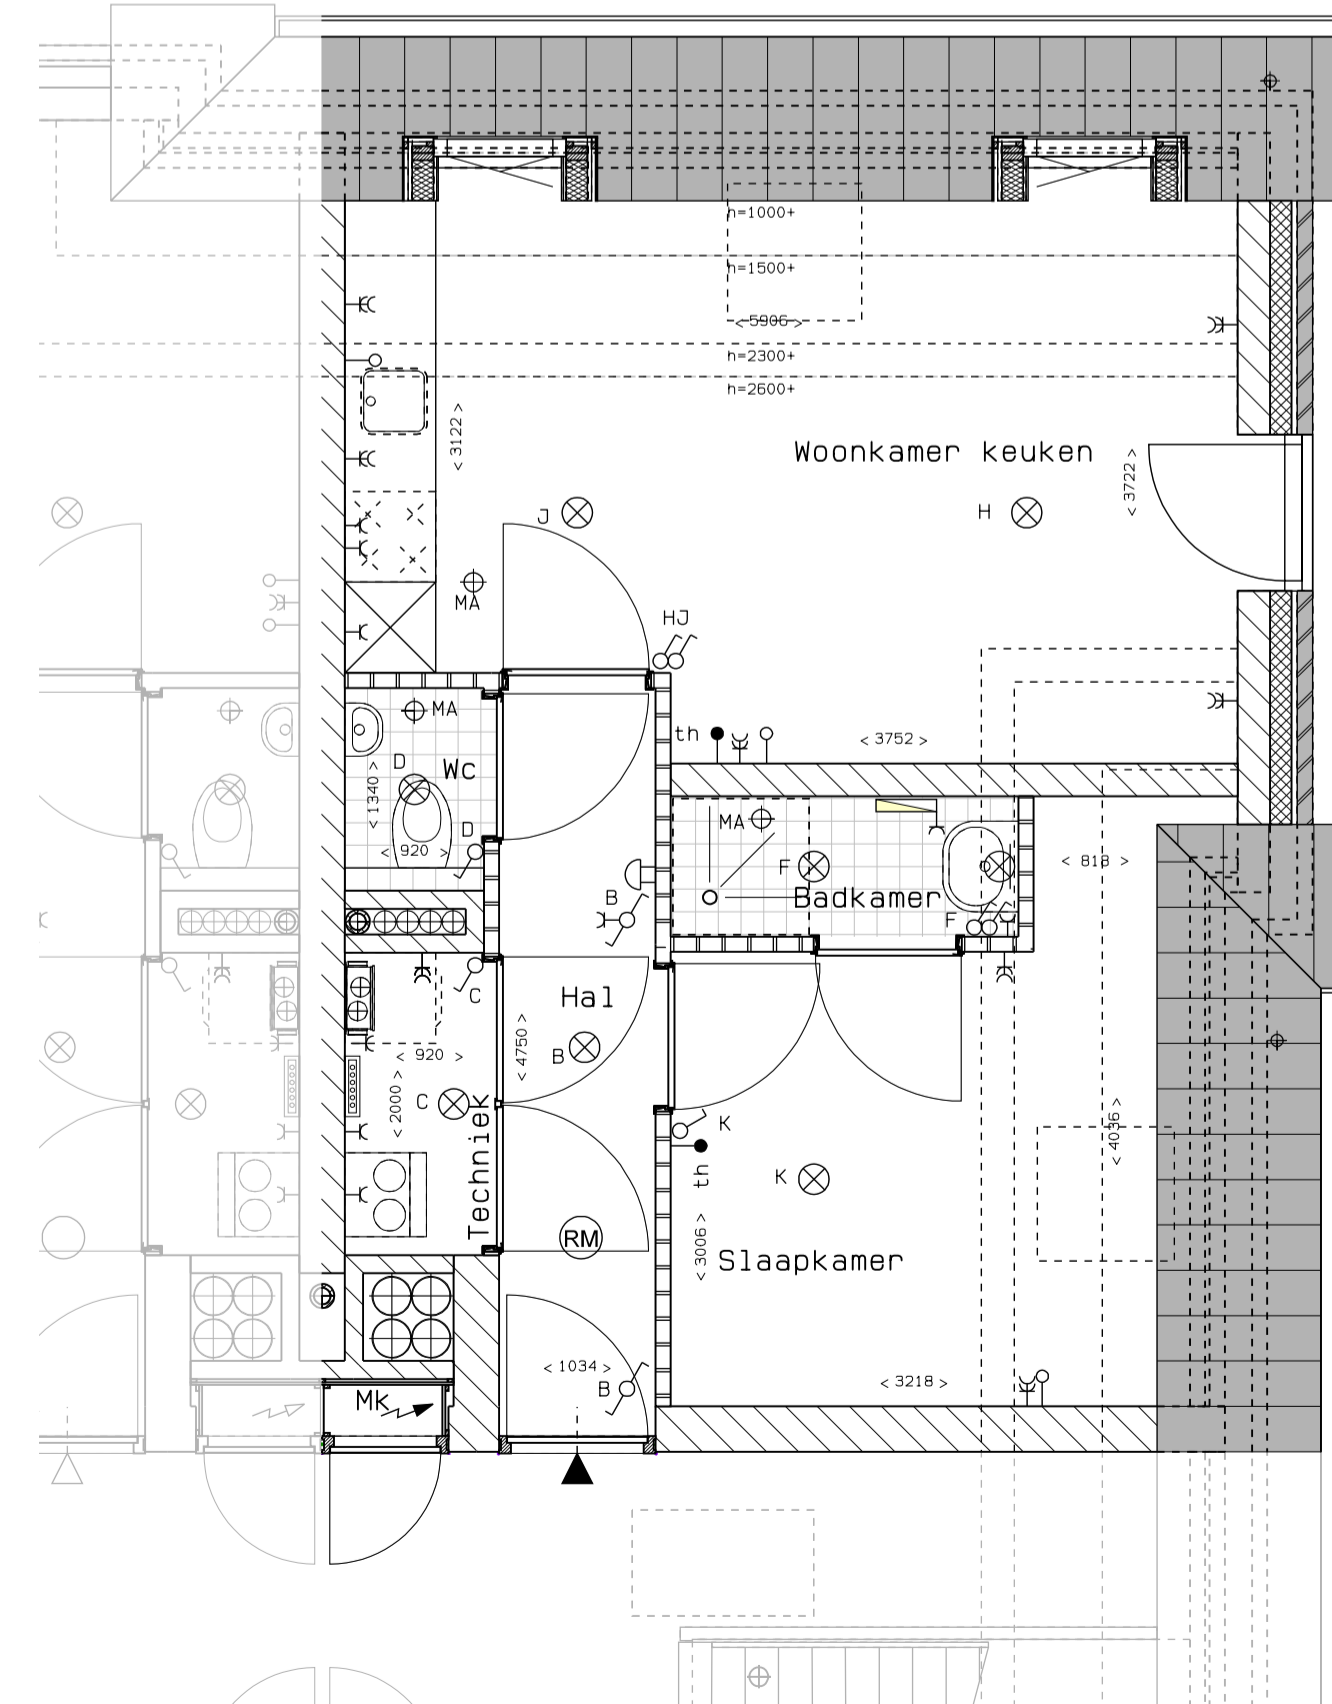 h=1000+
h=1500+
< 5906 >
h=2300+
h=2600+
< 3122 >
Woonkamer keuken
< 3722 >
J
H
MA
HJ
MA
th
< 3752 >
D
Wc
< 1340 >
MA
D
< 920 >
F
Badkamer
< 818 >
B
F
C
Hal
< 4750 >
B
< 920 >
< 2000 >
C
Techniek
K
< 4036 >
th
K
RM
< 3006 >
Slaapkamer
< 1034 >
B
< 3218 >
Mk